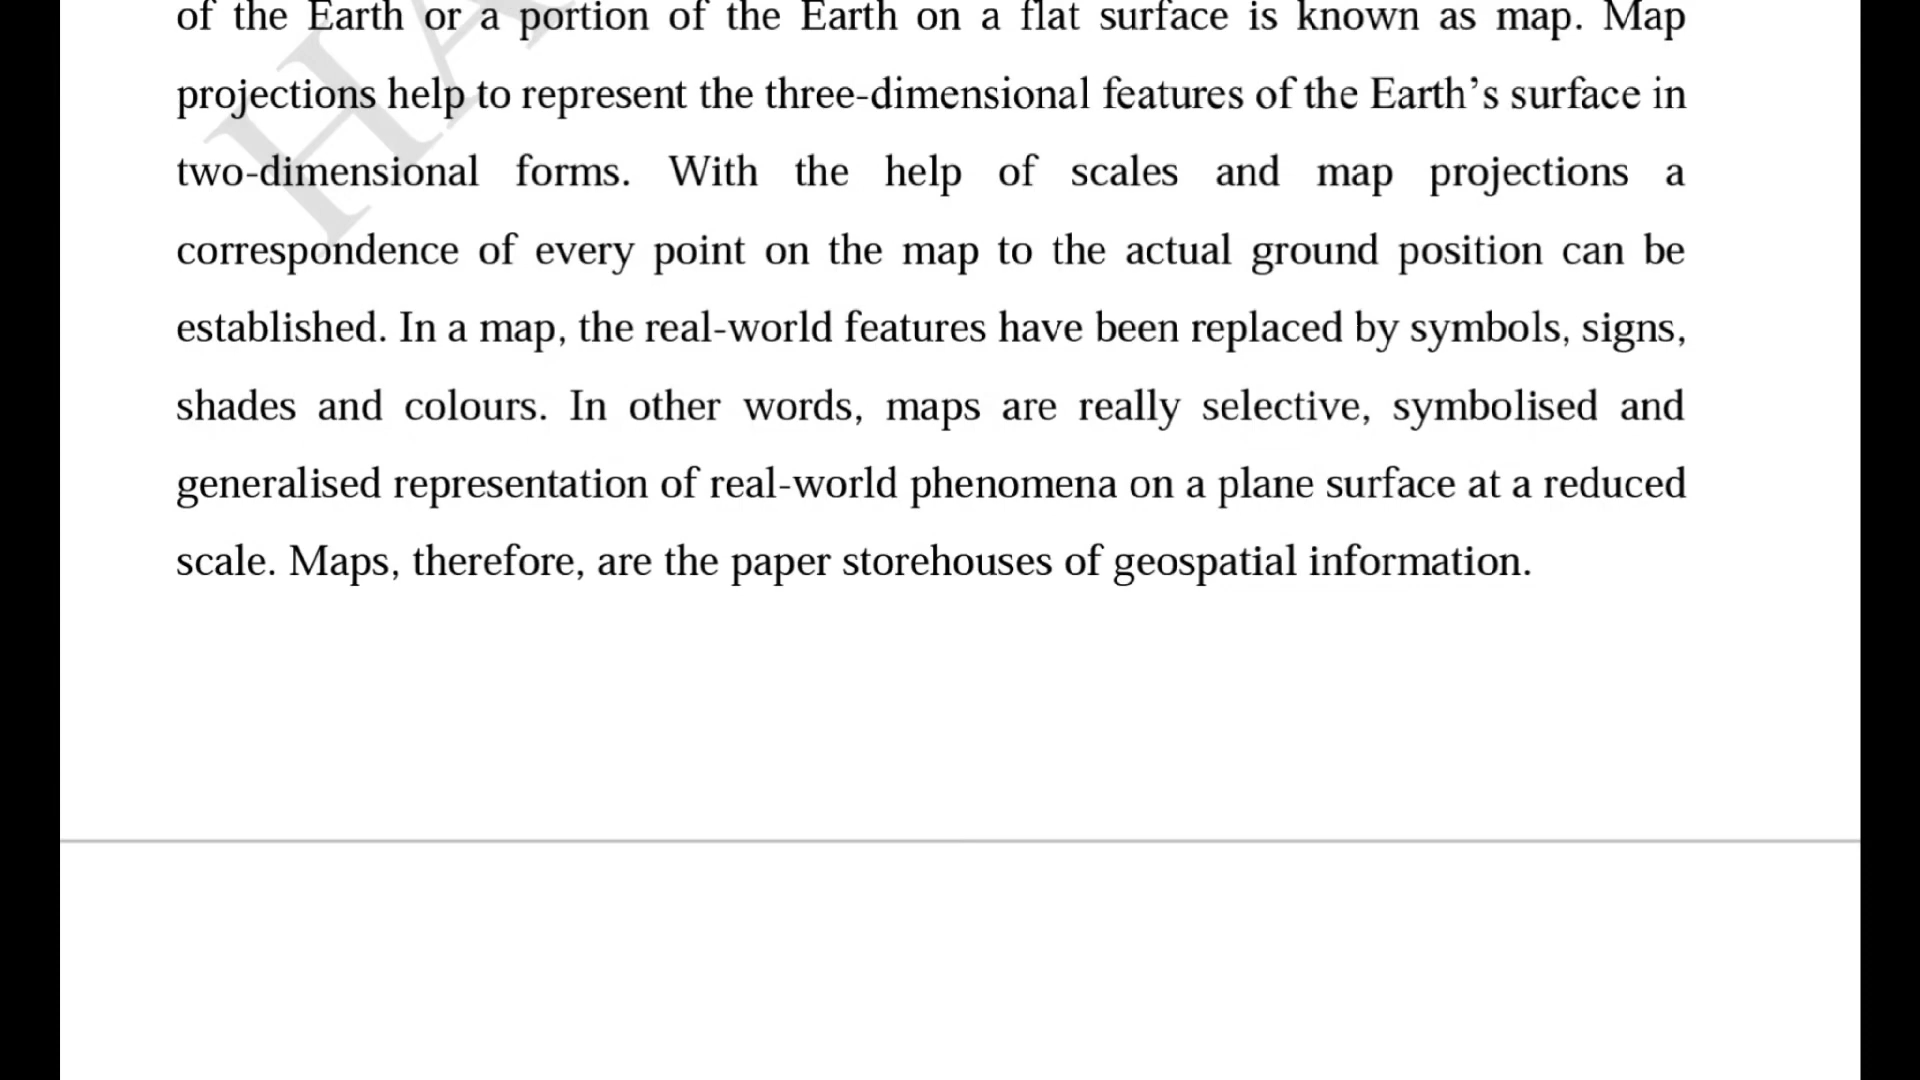 of the Earth or a portion of the Earth on a flat surface is known as map. Map
projections help to represent the three-dimensional features of the Earth’s surface in
two-dimensional forms. With the help of scales and map projections a
correspondence of every point on the map to the actual ground position can be
established. In a map, the real-world features have been replaced by symbols, signs,
shades and colours. In other words, maps are really selective, symbolised and
generalised representation of real-world phenomena on a plane surface at a reduced
scale. Maps, therefore, are the paper storehouses of geospatial information.